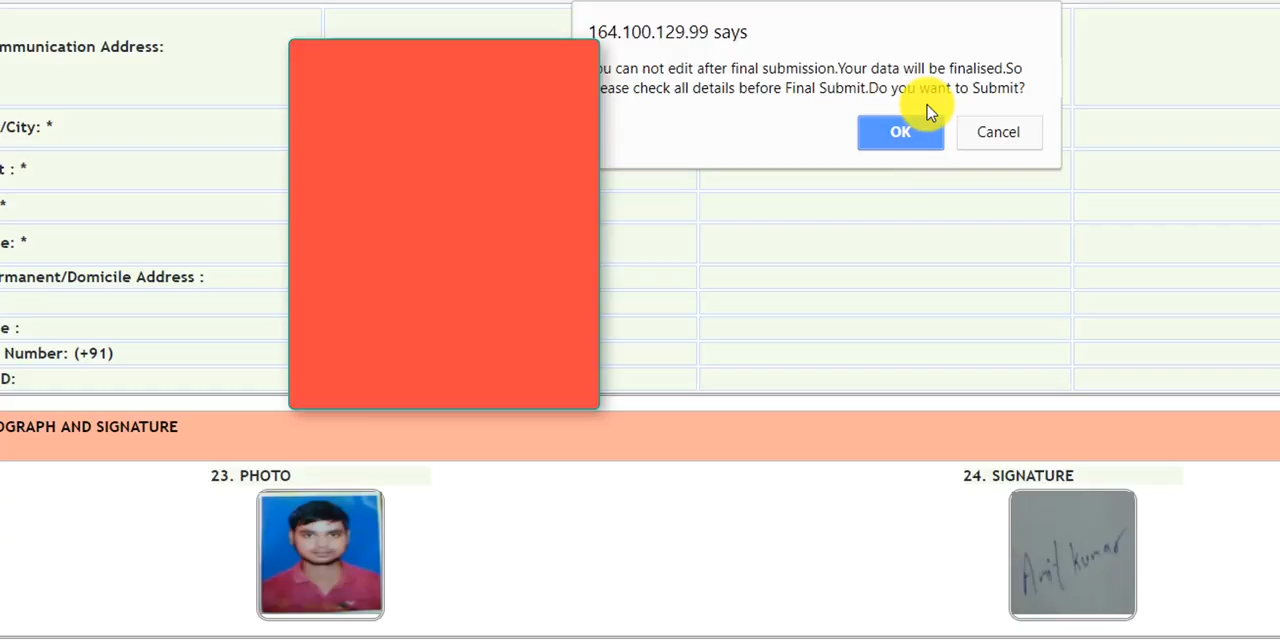 164.100.129.99 says
mmunication Address:
ou can not edit after final submission.Your data will be finalised.So
ease check all details before Final Submit.Do you want to Submit?
OK
Cancel
/City: *
t : *
*
e: *
rmanent/Domicile Address :
e :
Number: (+91)
D:
OGRAPH AND SIGNATURE
23. PHOTO
24. SIGNATURE
Amit kumar